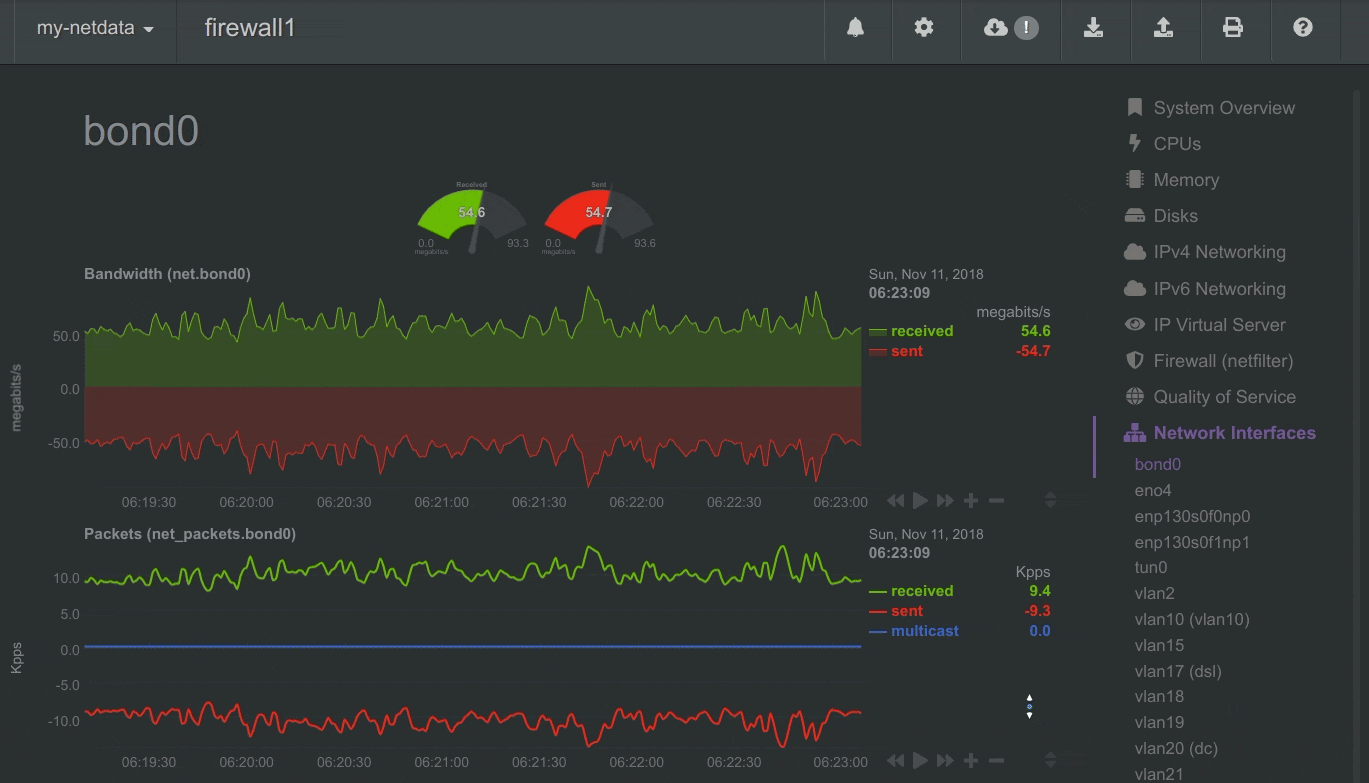 my-netdata
firewall1
!
?
bond0
Received
54.6
0.0
93.3
megabits/s
Sent
54.7
0.0
93.6
megabits/s
Bandwidth (net.bond0)
Sun, Nov 11, 2018
06:23:09
megabits/s
received 54.6
sent -54.7
megabits/s
50.0
0.0
-50.0
06:19:30 06:20:00 06:20:30 06:21:00 06:21:30 06:22:00 06:22:30 06:23:00
Packets (net_packets.bond0)
Sun, Nov 11, 2018
06:23:09
Kpps
received 9.4
sent -9.3
multicast 0.0
Kpps
10.0
5.0
0.0
-5.0
-10.0
06:19:30 06:20:00 06:20:30 06:21:00 06:21:30 06:22:00 06:22:30 06:23:00
System Overview
CPUs
Memory
Disks
IPv4 Networking
IPv6 Networking
IP Virtual Server
Firewall (netfilter)
Quality of Service
Network Interfaces
bond0
eno4
enp130s0f0np0
enp130s0f1np1
tun0
vlan2
vlan10 (vlan10)
vlan15
vlan17 (dsl)
vlan18
vlan19
vlan20 (dc)
vlan21